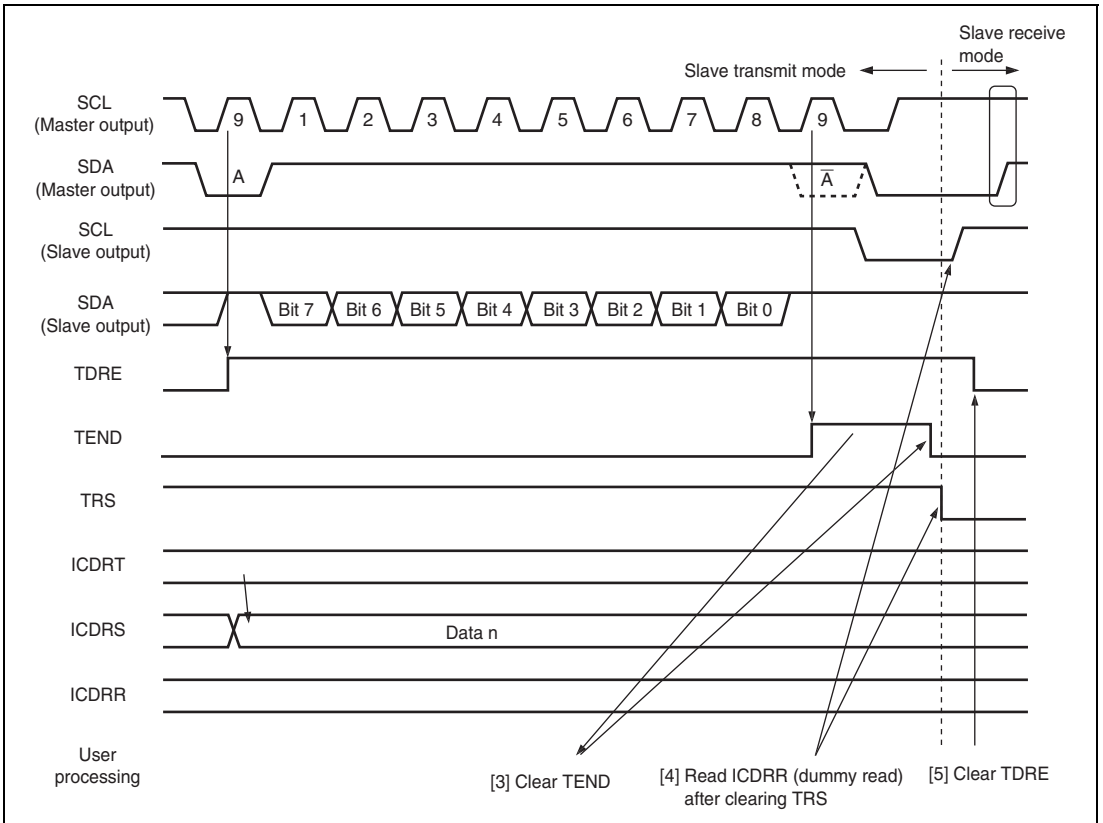 Slave receive
mode
Slave transmit mode
SCL
(Master output)
9 1 2 3 4 5 6 7 8 9
SDA
(Master output)
A
A̅
SCL
(Slave output)
SDA
(Slave output)
Bit 7 Bit 6 Bit 5 Bit 4 Bit 3 Bit 2 Bit 1 Bit 0
TDRE
TEND
TRS
ICDRT
ICDRS
Data n
ICDRR
User
processing
[3] Clear TEND
[4] Read ICDRR (dummy read)
after clearing TRS
[5] Clear TDRE